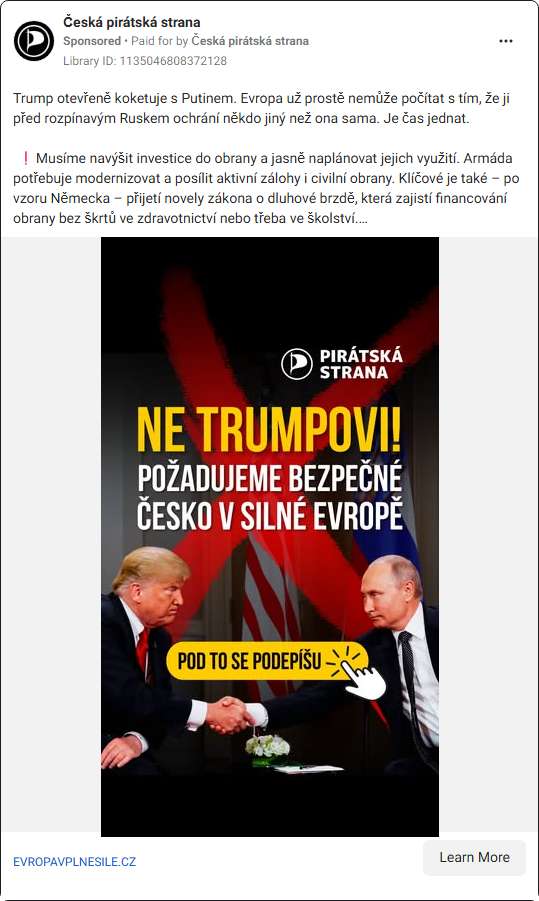 Česká pirátská strana
Sponsored • Paid for by Česká pirátská strana
Library ID: 1135046808372128
Trump otevřeně koketuje s Putinem. Evropa už prostě nemůže počítat s tím, že ji
před rozpínavým Ruskem ochrání někdo jiný než ona sama. Je čas jednat.
❗Musíme navýšit investice do obrany a jasně naplánovat jejich využití. Armáda
potřebuje modernizovat a posílit aktivní zálohy i civilní obrany. Klíčové je také – po
vzoru Německa – přijetí novely zákona o dluhové brzdě, která zajistí financování
obrany bez škrtů ve zdravotnictví nebo třeba ve školství....
PIRÁTSKÁ
STRANA
NE TRUMPOVI!
POŽADUJEME BEZPEČNÉ
ČESKO V SILNÉ EVROPĚ
POD TO SE PODEPÍŠU
EVROPAVPLNESILE.CZ
Learn More